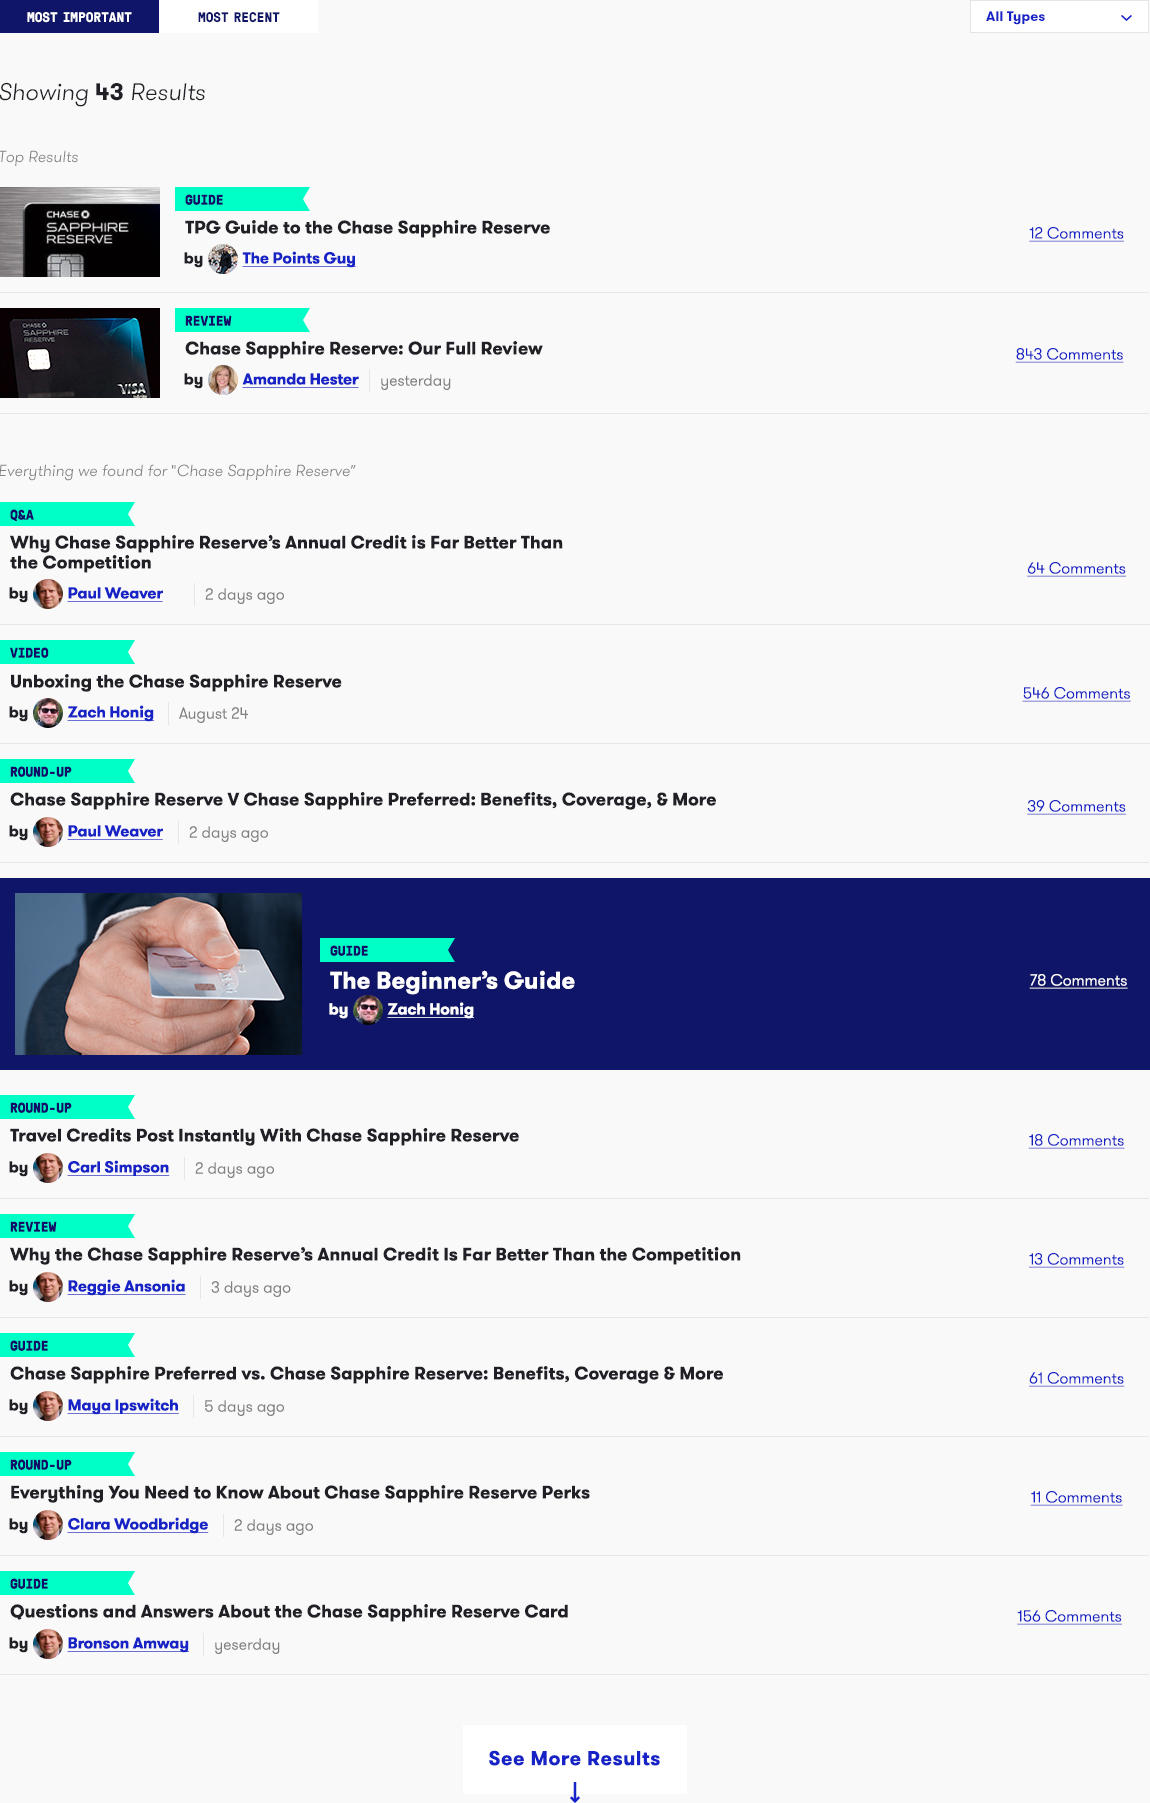 MOST IMPORTANT
MOST RECENT
All Types
Showing 43 Results
Top Results
CHASE
SAPPHIRE
RESERVE
GUIDE
TPG Guide to the Chase Sapphire Reserve
by The Points Guy
12 Comments
CHASE
SAPPHIRE
RESERVE
VISA
Infinite
REVIEW
Chase Sapphire Reserve: Our Full Review
by Amanda Hester yesterday
843 Comments
Everything we found for "Chase Sapphire Reserve"
Q&A
Why Chase Sapphire Reserve's Annual Credit is Far Better Than
the Competition
by Paul Weaver 2 days ago
64 Comments
VIDEO
Unboxing the Chase Sapphire Reserve
by Zach Honig August 24
546 Comments
ROUND-UP
Chase Sapphire Reserve V Chase Sapphire Preferred: Benefits, Coverage, & More
by Paul Weaver 2 days ago
39 Comments
GUIDE
The Beginner's Guide
by Zach Honig
78 Comments
ROUND-UP
Travel Credits Post Instantly With Chase Sapphire Reserve
by Carl Simpson 2 days ago
18 Comments
REVIEW
Why the Chase Sapphire Reserve's Annual Credit Is Far Better Than the Competition
by Reggie Ansonia 3 days ago
13 Comments
GUIDE
Chase Sapphire Preferred vs. Chase Sapphire Reserve: Benefits, Coverage & More
by Maya Ipswitch 5 days ago
61 Comments
ROUND-UP
Everything You Need to Know About Chase Sapphire Reserve Perks
by Clara Woodbridge 2 days ago
11 Comments
GUIDE
Questions and Answers About the Chase Sapphire Reserve Card
by Bronson Amway yeserday
156 Comments
See More Results